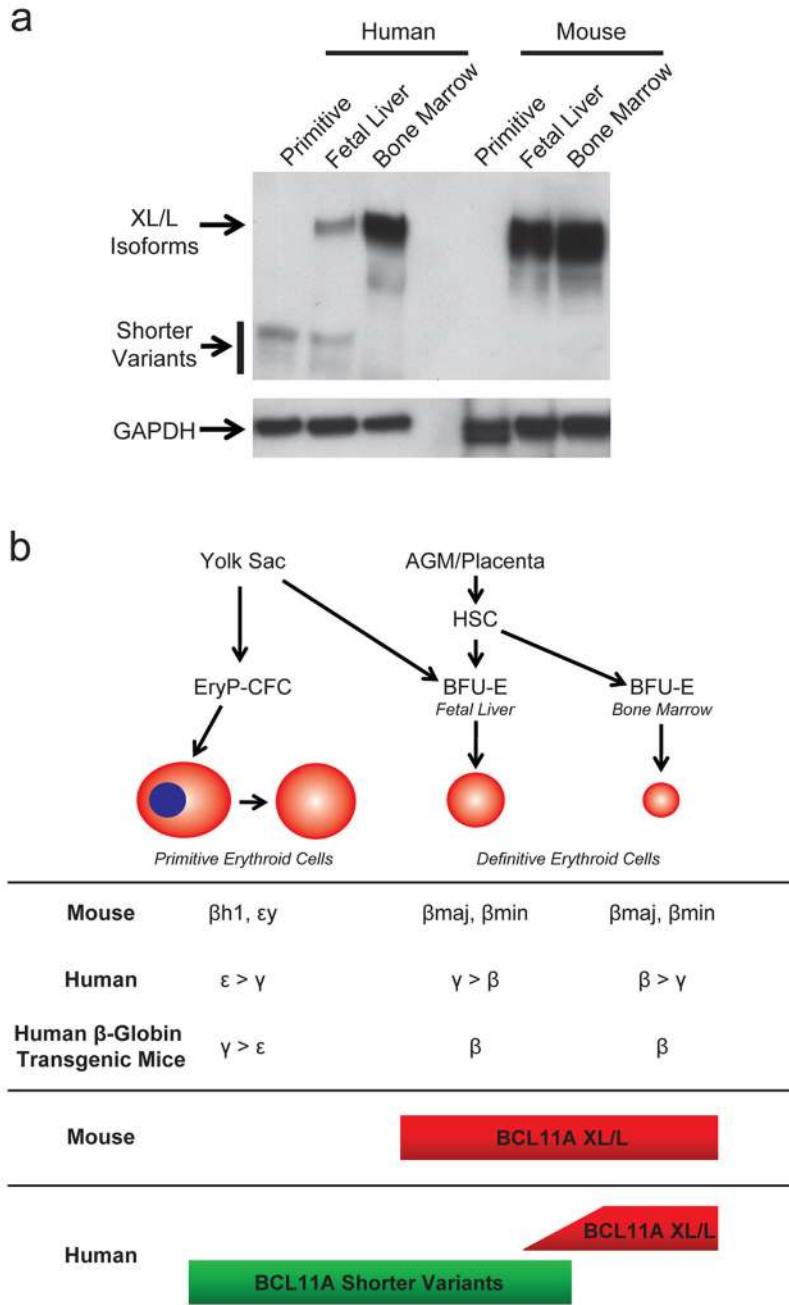 a
Human Mouse
Primitive Fetal Liver Bone Marrow Primitive Fetal Liver Bone Marrow
XL/L
Isoforms
Shorter
Variants
GAPDH
b
Yolk Sac AGM/Placenta
HSC
EryP-CFC BFU-E BFU-E
Fetal Liver Bone Marrow
Primitive Erythroid Cells Definitive Erythroid Cells
Mouse βh1, εy βmaj, βmin βmaj, βmin
Human ε > γ γ > β β > γ
Human β-Globin
Transgenic Mice γ > ε β β
Mouse BCL11A XL/L
BCL11A XL/L
Human
BCL11A Shorter Variants